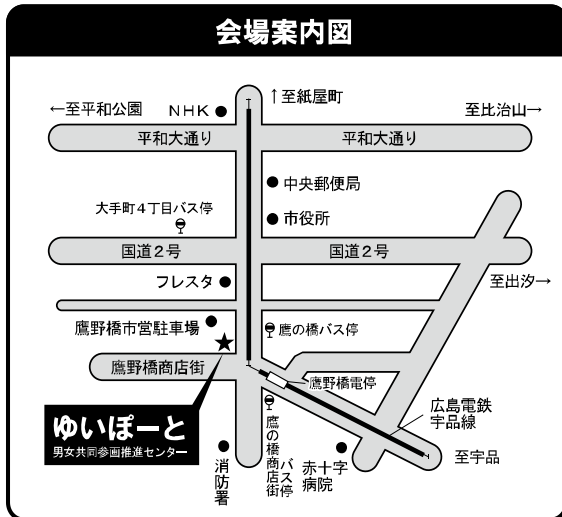 会場案内図
↑至紙屋町
←至平和公園
NHK
至比治山→
平和大通り
平和大通り
中央郵便局
大手町4丁目バス停
市役所
国道2号
国道2号
フレスタ
至出汐→
鷹野橋市営駐車場
鷹の橋バス停
鷹野橋商店街
鷹野橋電停
広島電鉄
宇品線
ゆいぽーと
男女共同参画推進センター
鷹の橋商店街
バス停
消防署
赤十字
病院
至宇品